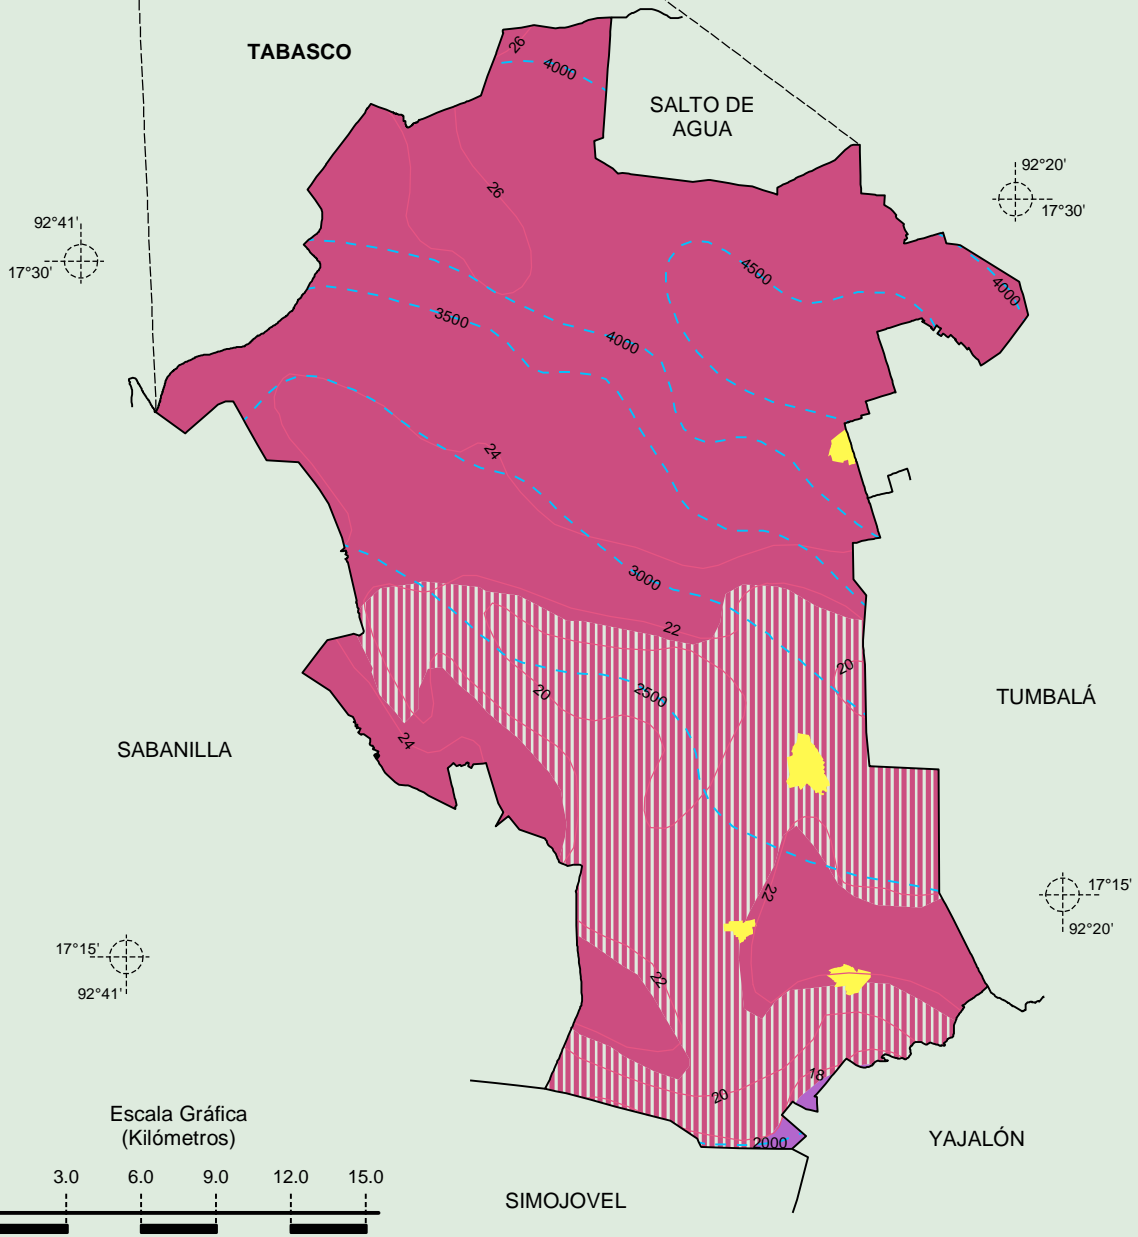 26
TABASCO
4000
SALTO DE
AGUA
92°20'
17°30'
26
92°41'
17°30'
4500
4000
3500
4000
24
3000
22
20
20
2500
TUMBALÁ
24
SABANILLA
22
17°15'
92°20'
17°15'
92°41'
22
18
20
Escala Gráfica
(Kilómetros)
2000
YAJALÓN
3.0 6.0 9.0 12.0 15.0
SIMOJOVEL